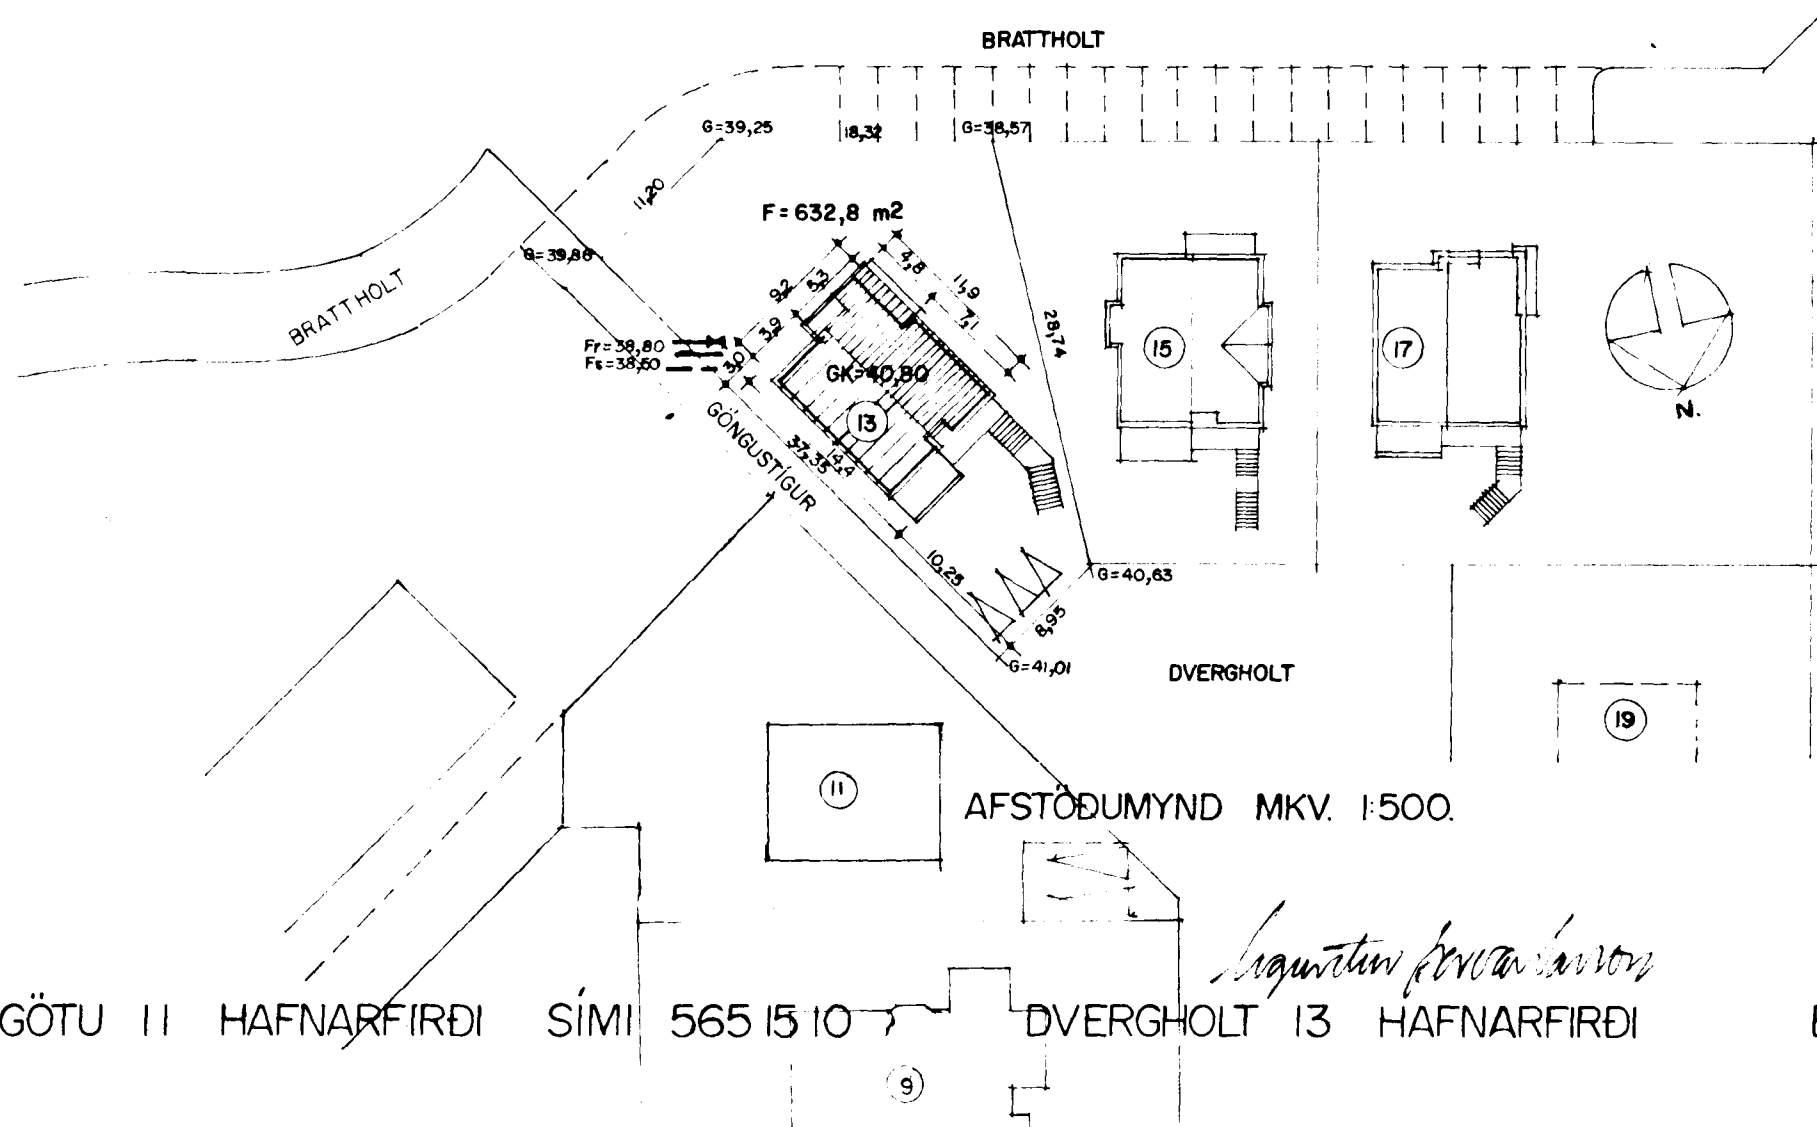 BRATTHOLT
G=39,25
18,32
G=38,57
11,20
F=632,8 m2
G=39,86
BRATTHOLT
9,2
5,3
3,9
3,0
4,8
11,9
7,1
28,74
Fr=38,80
Fs=38,60
GK=40,80
13
15
17
N.
GÖNGUSTÍGUR
37,35
14,4
10,25
8,95
G=40,63
G=41,01
DVERGHOLT
19
11
AFSTÖÐUMYND MKV. 1:500.
GÖTU 11 HAFNARFIRÐI SÍMI 565 15 10 DVERGHOLT 13 HAFNARFIRÐI
9